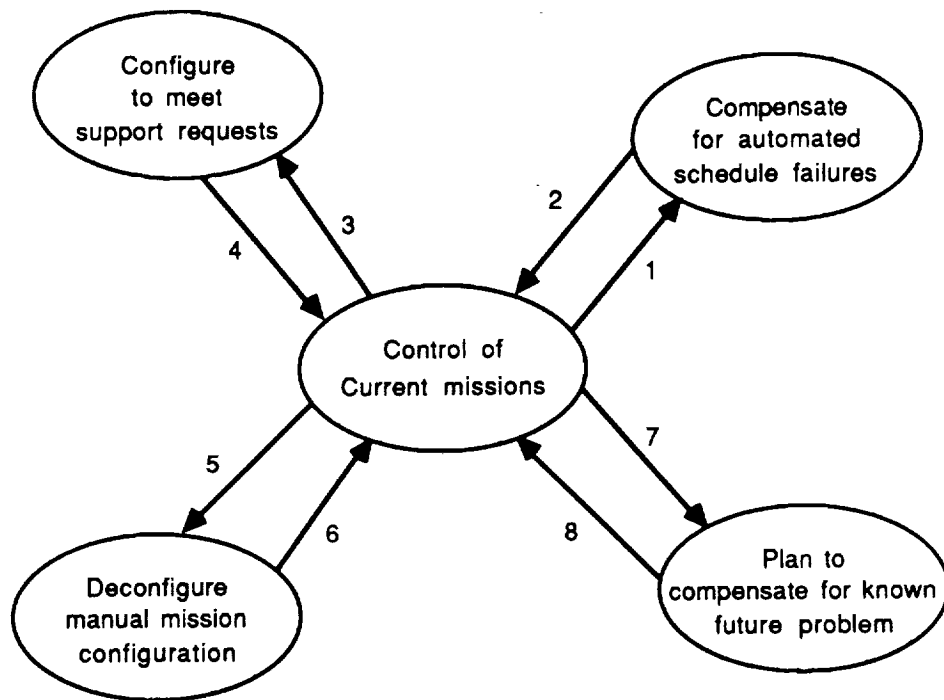 Configure
to meet
support requests
Compensate
for automated
schedule failures
2
3
4
1
Control of
Current missions
7
5
6
8
Deconfigure
manual mission
configuration
Plan to
compensate for known
future problem